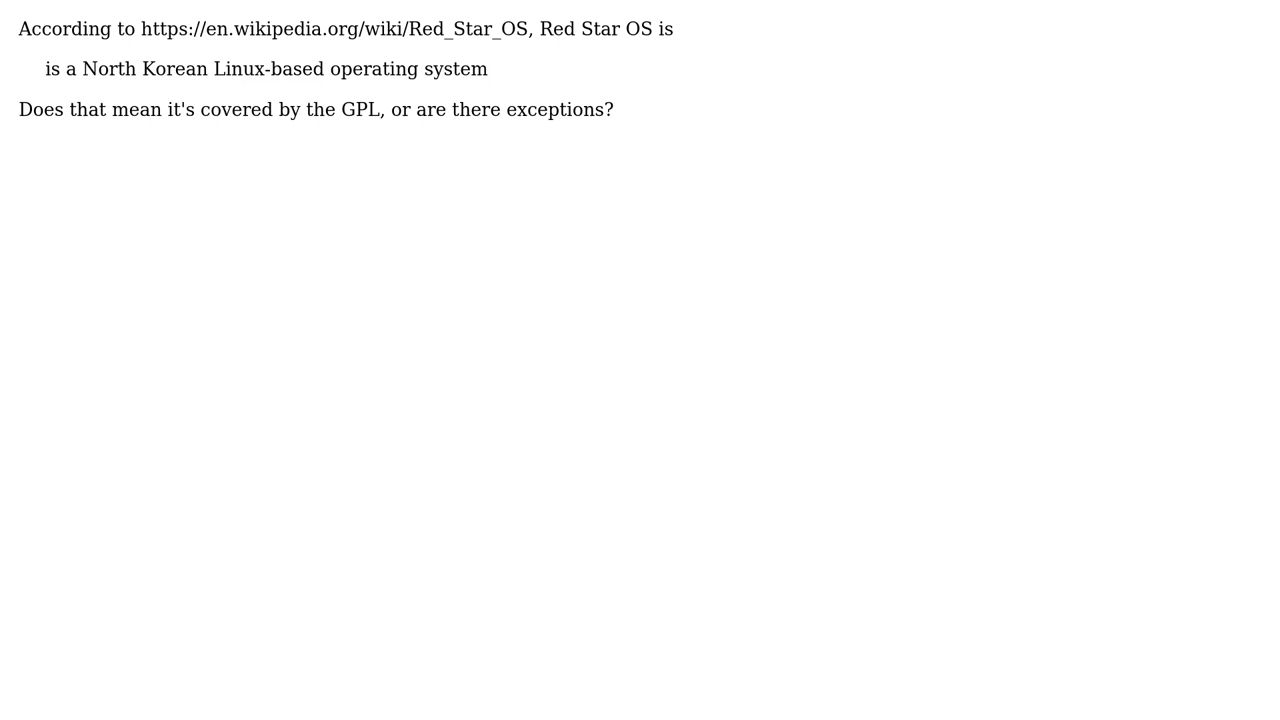 According to https://en.wikipedia.org/wiki/Red_Star_OS, Red Star OS is
is a North Korean Linux-based operating system
Does that mean it's covered by the GPL, or are there exceptions?